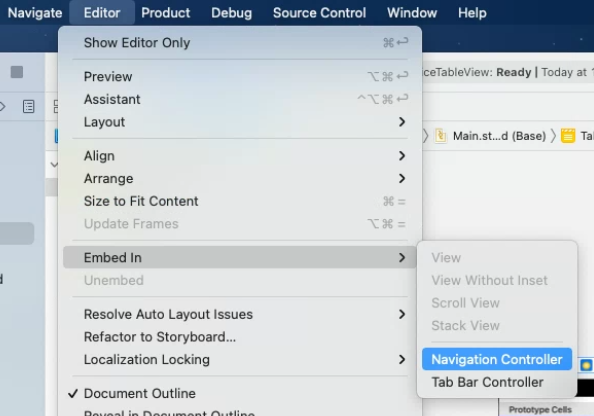 Navigate Editor Product Debug Source Control Window Help
Show Editor Only ⌘↩
iceTableView: Ready | Today at 1
Preview ⌥⌘↩
Assistant ^⌥⌘↩
Layout
Main.st...d (Base) Ta
Align
Arrange
Size to Fit Content ⌘=
Update Frames ⌥⌘=
Embed In
Unembed
Resolve Auto Layout Issues
Refactor to Storyboard...
Localization Locking
✓ Document Outline
Reveal in Document Outline
View
View Without Inset
Scroll View
Stack View
Navigation Controller
Tab Bar Controller
Prototype Cells